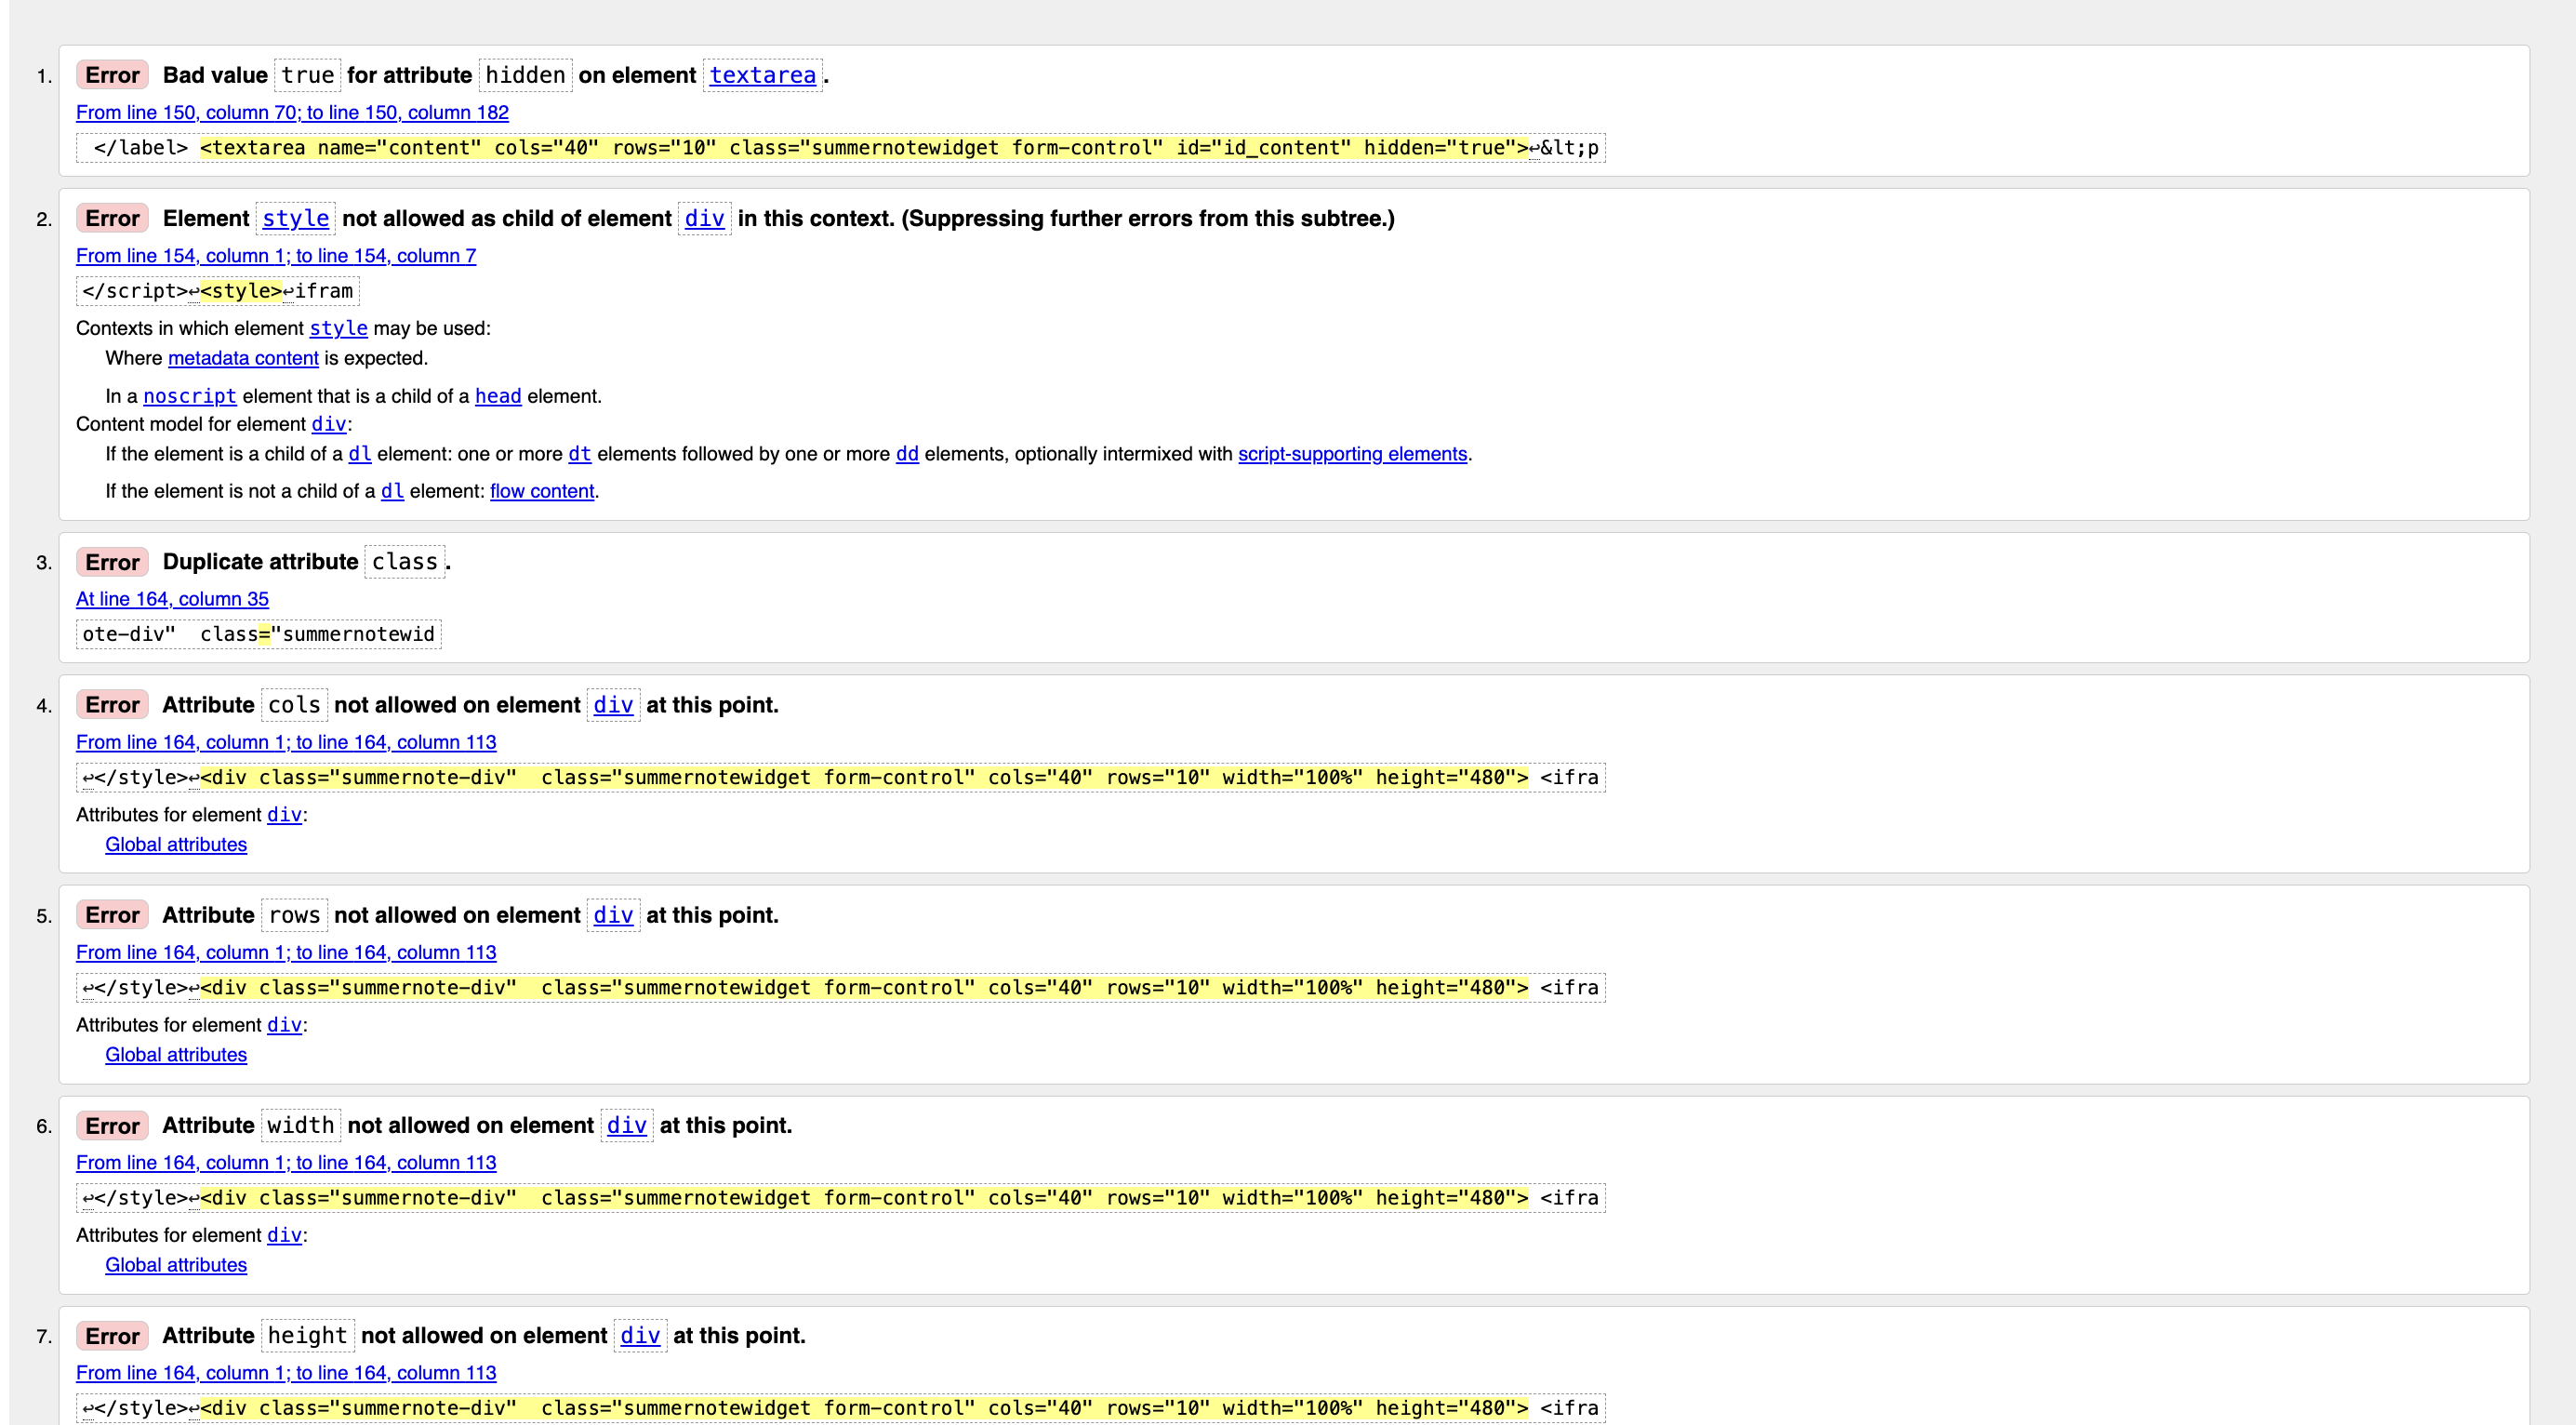 1. Error Bad value true for attribute hidden on element textarea.
From line 150, column 70; to line 150, column 182
</label> <textarea name="content" cols="40" rows="10" class="summernotewidget form-control" id="id_content" hidden="true">↩&lt;p
2. Error Element style not allowed as child of element div in this context. (Suppressing further errors from this subtree.)
From line 154, column 1; to line 154, column 7
</script>↩<style>↩ifram
Contexts in which element style may be used:
Where metadata content is expected.
In a noscript element that is a child of a head element.
Content model for element div:
If the element is a child of a dl element: one or more dt elements followed by one or more dd elements, optionally intermixed with script-supporting elements.
If the element is not a child of a dl element: flow content.
3. Error Duplicate attribute class.
At line 164, column 35
ote-div"  class="summernotewid
4. Error Attribute cols not allowed on element div at this point.
From line 164, column 1; to line 164, column 113
↩</style>↩<div class="summernote-div"  class="summernotewidget form-control" cols="40" rows="10" width="100%" height="480"> <ifra
Attributes for element div:
Global attributes
5. Error Attribute rows not allowed on element div at this point.
From line 164, column 1; to line 164, column 113
↩</style>↩<div class="summernote-div"  class="summernotewidget form-control" cols="40" rows="10" width="100%" height="480"> <ifra
Attributes for element div:
Global attributes
6. Error Attribute width not allowed on element div at this point.
From line 164, column 1; to line 164, column 113
↩</style>↩<div class="summernote-div"  class="summernotewidget form-control" cols="40" rows="10" width="100%" height="480"> <ifra
Attributes for element div:
Global attributes
7. Error Attribute height not allowed on element div at this point.
From line 164, column 1; to line 164, column 113
↩</style>↩<div class="summernote-div"  class="summernotewidget form-control" cols="40" rows="10" width="100%" height="480"> <ifra